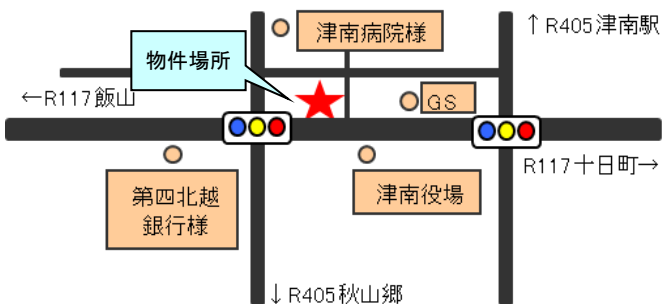 津南病院様
↑R405津南駅
物件場所
←R117飯山
GS
R117十日町→
第四北越
銀行様
津南役場
↓R405秋山郷